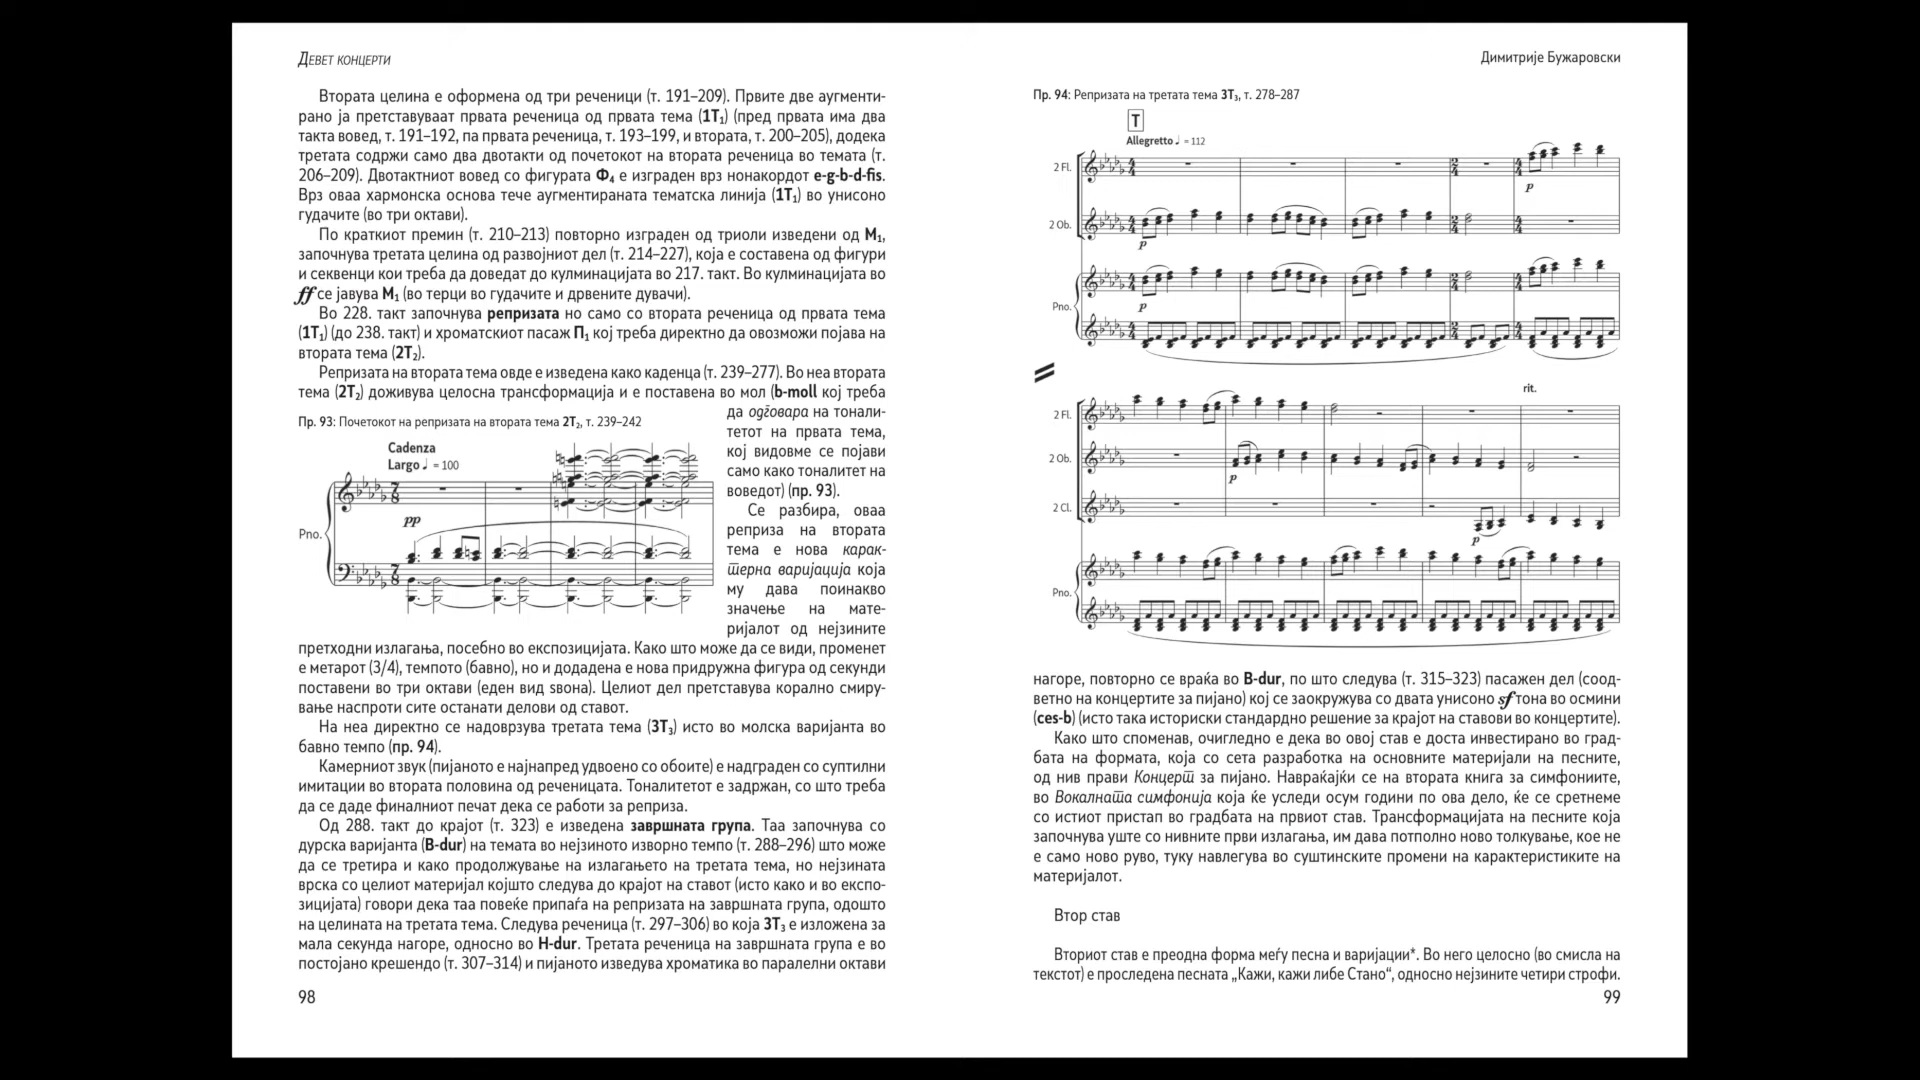 Девет концерти
Втората целина е оформена од три реченици (т. 191–209). Првите две аугменти-
рано ја претставуваат првата реченица од првата тема (1Т₁) (пред првата има два
такта вовед, т. 191–192, па првата реченица, т. 193–199, и втората, т. 200–205), додека
третата содржи само два двотакти од почетокот на втората реченица во темата (т.
206–209). Двотактниот вовед со фигурата Ф₄ е изграден врз нонакордот e-g-b-d-fis.
Врз оваа хармонска основа тече аугментираната тематска линија (1Т₁) во унисоно
гудачите (во три октави).
По краткиот премин (т. 210–213) повторно изграден од триоли изведени од М₁,
започнува третата целина од развојниот дел (т. 214–227), која е составена од фигури
и секвенци кои треба да доведат до кулминацијата во 217. такт. Во кулминацијата во
ff се јавува М₁ (во терци во гудачите и дрвените дувачи).
Во 228. такт започнува репризата но само со втората реченица од првата тема
(1Т₁) (до 238. такт) и хроматскиот пасаж П₁ кој треба директно да овозможи појава на
втората тема (2Т₂).
Репризата на втората тема овде е изведена како каденца (т. 239–277). Во неа втората
тема (2Т₂) доживува целосна трансформација и е поставена во мол (b-moll кој треба
да одговара на тонали-
тетот на првата тема,
кој видовме се појави
само како тоналитет на
воведот) (пр. 93).
Се разбира, оваа
реприза на втората
тема е нова карак-
терна варијација која
му дава поинакво
значење на мате-
ријалот од нејзините
Пр. 93: Почетокот на репризата на втората тема 2Т₂, т. 239–242
Cadenza
Largo ♩ = 100
pp
Pno.
претходни излагања, посебно во експозицијата. Како што може да се види, променет
е метарот (3/4), темпото (бавно), но и додадена е нова придружна фигура од секунди
поставени во три октави (еден вид ѕвона). Целиот дел претставува корално смиру-
вање наспроти сите останати делови од ставот.
На неа директно се надоврзува третата тема (3Т₃) исто во молска варијанта во
бавно темпо (пр. 94).
Камерниот звук (пијаното е најнапред удвоено со обоите) е надграден со суптилни
имитации во втората половина од реченицата. Тоналитетот е задржан, со што треба
да се даде финалниот печат дека се работи за реприза.
Од 288. такт до крајот (т. 323) е изведена завршната група. Таа започнува со
дурска варијанта (B-dur) на темата во нејзиното изворно темпо (т. 288–296) што може
да се третира и како продолжување на излагањето на третата тема, но нејзината
врска со целиот материјал којшто следува до крајот на ставот (исто како и во експо-
зицијата) говори дека таа повеќе припаѓа на репризата на завршната група, одошто
на целината на третата тема. Следува реченица (т. 297–306) во која 3Т₃ е изложена за
мала секунда нагоре, односно во H-dur. Третата реченица на завршната група е во
постојано крешендо (т. 307–314) и пијаното изведува хроматика во паралелни октави
98
Димитрије Бужаровски
Пр. 94: Репризата на третата тема 3Т₃, т. 278–287
T
Allegretto ♩ = 112
2 Fl.
p
2 Ob.
p
p
Pno.
rit.
2 Fl.
2 Ob.
p
2 Cl.
p
Pno.
нагоре, повторно се враќа во B-dur, по што следува (т. 315–323) пасажен дел (соод-
ветно на концертите за пијано) кој се заокружува со двата унисоно sf тона во осмини
(ces-b) (исто така историски стандардно решение за крајот на ставови во концертите).
Како што споменав, очигледно е дека во овој став е доста инвестирано во град-
бата на формата, која со сета разработка на основните материјали на песните,
од нив прави Концерт за пијано. Навраќајќи се на втората книга за симфониите,
во Вокалната симфонија која ќе уследи осум години по ова дело, ќе се сретнеме
со истиот пристап во градбата на првиот став. Трансформацијата на песните која
започнува уште со нивните први излагања, им дава потполно ново толкување, кое не
е само ново руво, туку навлегува во суштинските промени на карактеристиките на
материјалот.
Втор став
Вториот став е преодна форма меѓу песна и варијации*. Во него целосно (во смисла на
текстот) е проследена песната „Кажи, кажи либе Стано“, односно нејзините четири строфи.
99